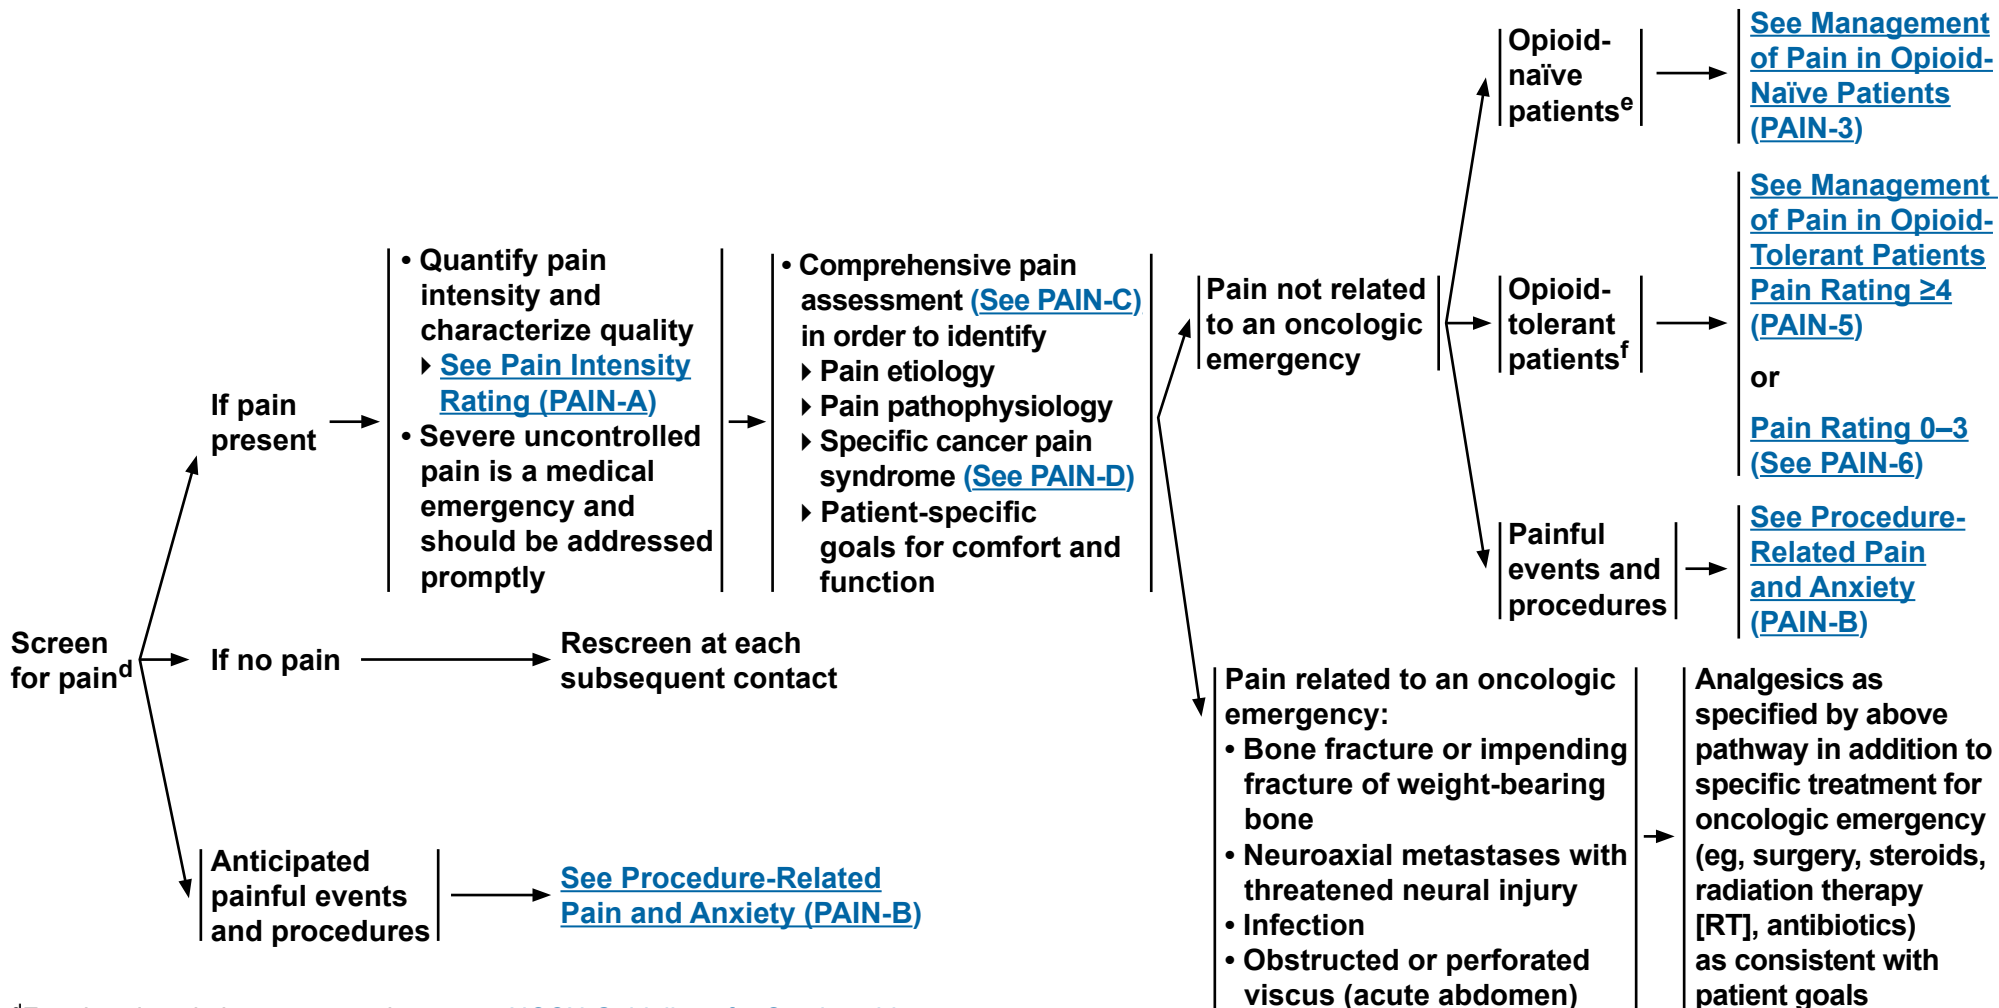 Screen
for painᵈ
If pain
present
• Quantify pain
intensity and
characterize quality
‣ See Pain Intensity
Rating (PAIN-A)
• Severe uncontrolled
pain is a medical
emergency and
should be addressed
promptly
• Comprehensive pain
assessment (See PAIN-C)
in order to identify
‣ Pain etiology
‣ Pain pathophysiology
‣ Specific cancer pain
syndrome (See PAIN-D)
‣ Patient-specific
goals for comfort and
function
Pain not related
to an oncologic
emergency
Opioid-
naïve
patientsᵉ
See Management
of Pain in Opioid-
Naïve Patients
(PAIN-3)
Opioid-
tolerant
patientsᶠ
See Management
of Pain in Opioid-
Tolerant Patients
Pain Rating ≥4
(PAIN-5)
or
Pain Rating 0–3
(See PAIN-6)
Painful
events and
procedures
See Procedure-
Related Pain
and Anxiety
(PAIN-B)
Pain related to an oncologic
emergency:
• Bone fracture or impending
fracture of weight-bearing
bone
• Neuroaxial metastases with
threatened neural injury
• Infection
• Obstructed or perforated
viscus (acute abdomen)
Analgesics as
specified by above
pathway in addition to
specific treatment for
oncologic emergency
(eg, surgery, steroids,
radiation therapy
[RT], antibiotics)
as consistent with
patient goals
If no pain
Rescreen at each
subsequent contact
Anticipated
painful events
and procedures
See Procedure-Related
Pain and Anxiety (PAIN-B)